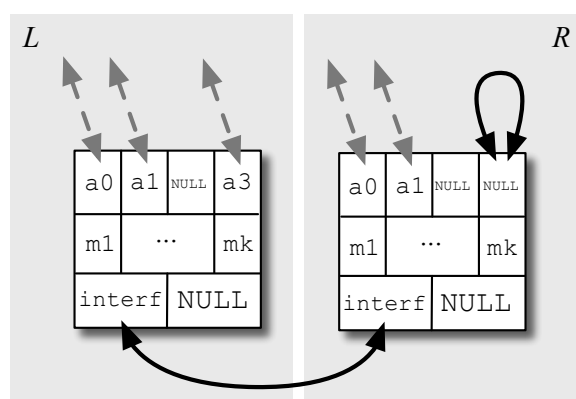 L
a0 a1 NULL a3
m1 ... mk
interf NULL
R
a0 a1 NULL NULL
m1 ... mk
interf NULL